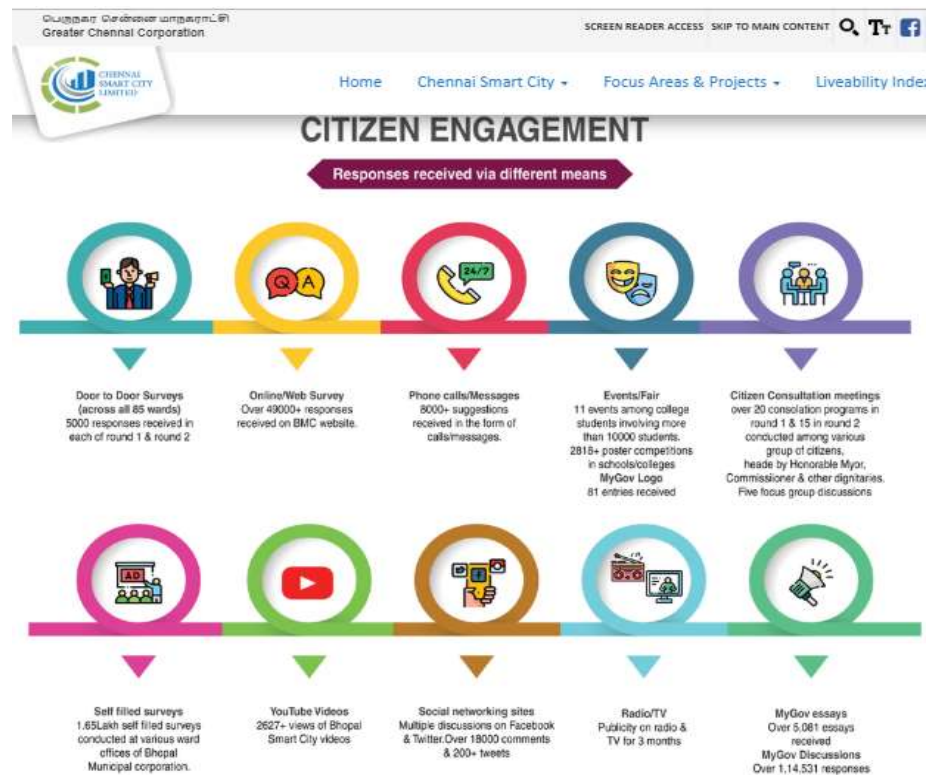 பெருநகர சென்னை மாநகராட்சி
Greater Chennai Corporation
SCREEN READER ACCESS SKIP TO MAIN CONTENT TT
CHENNAI
SMART CITY
LIMITED
Home Chennai Smart City Focus Areas & Projects Liveability Inde
CITIZEN ENGAGEMENT
Responses received via different means
Q A
24/7
Door to Door Surveys
(across all 85 wards)
5000 responses received in
each of round 1 & round 2
Online/Web Survey
Over 49000+ responses
received on BMC website.
Phone calls/Messages
8000+ suggestions
received in the form of
calls/messages.
Events/Fair
11 events among college
students involving more
than 10000 students.
2818+ poster competitions
in schools/colleges
MyGov Logo
81 entries received
Citizen Consultation meetings
over 20 consolation programs in
round 1 & 15 in round 2
conducted among various
group of citizens,
heade by Honorable Myor,
Commissioner & other dignitaries.
Five focus group discussions
AD
Self filled surveys
1.65Lakh self filled surveys
conducted at various ward
offices of Bhopal
Municipal corporation.
YouTube Videos
2627+ views of Bhopal
Smart City videos
Social networking sites
Multiple discussions on Facebook
& Twitter.Over 18000 comments
& 200+ tweets
Radio/TV
Publicity on radio &
TV for 3 months
MyGov essays
Over 5,081 essays
received
MyGov Discussions
Over 1,14,531 responses